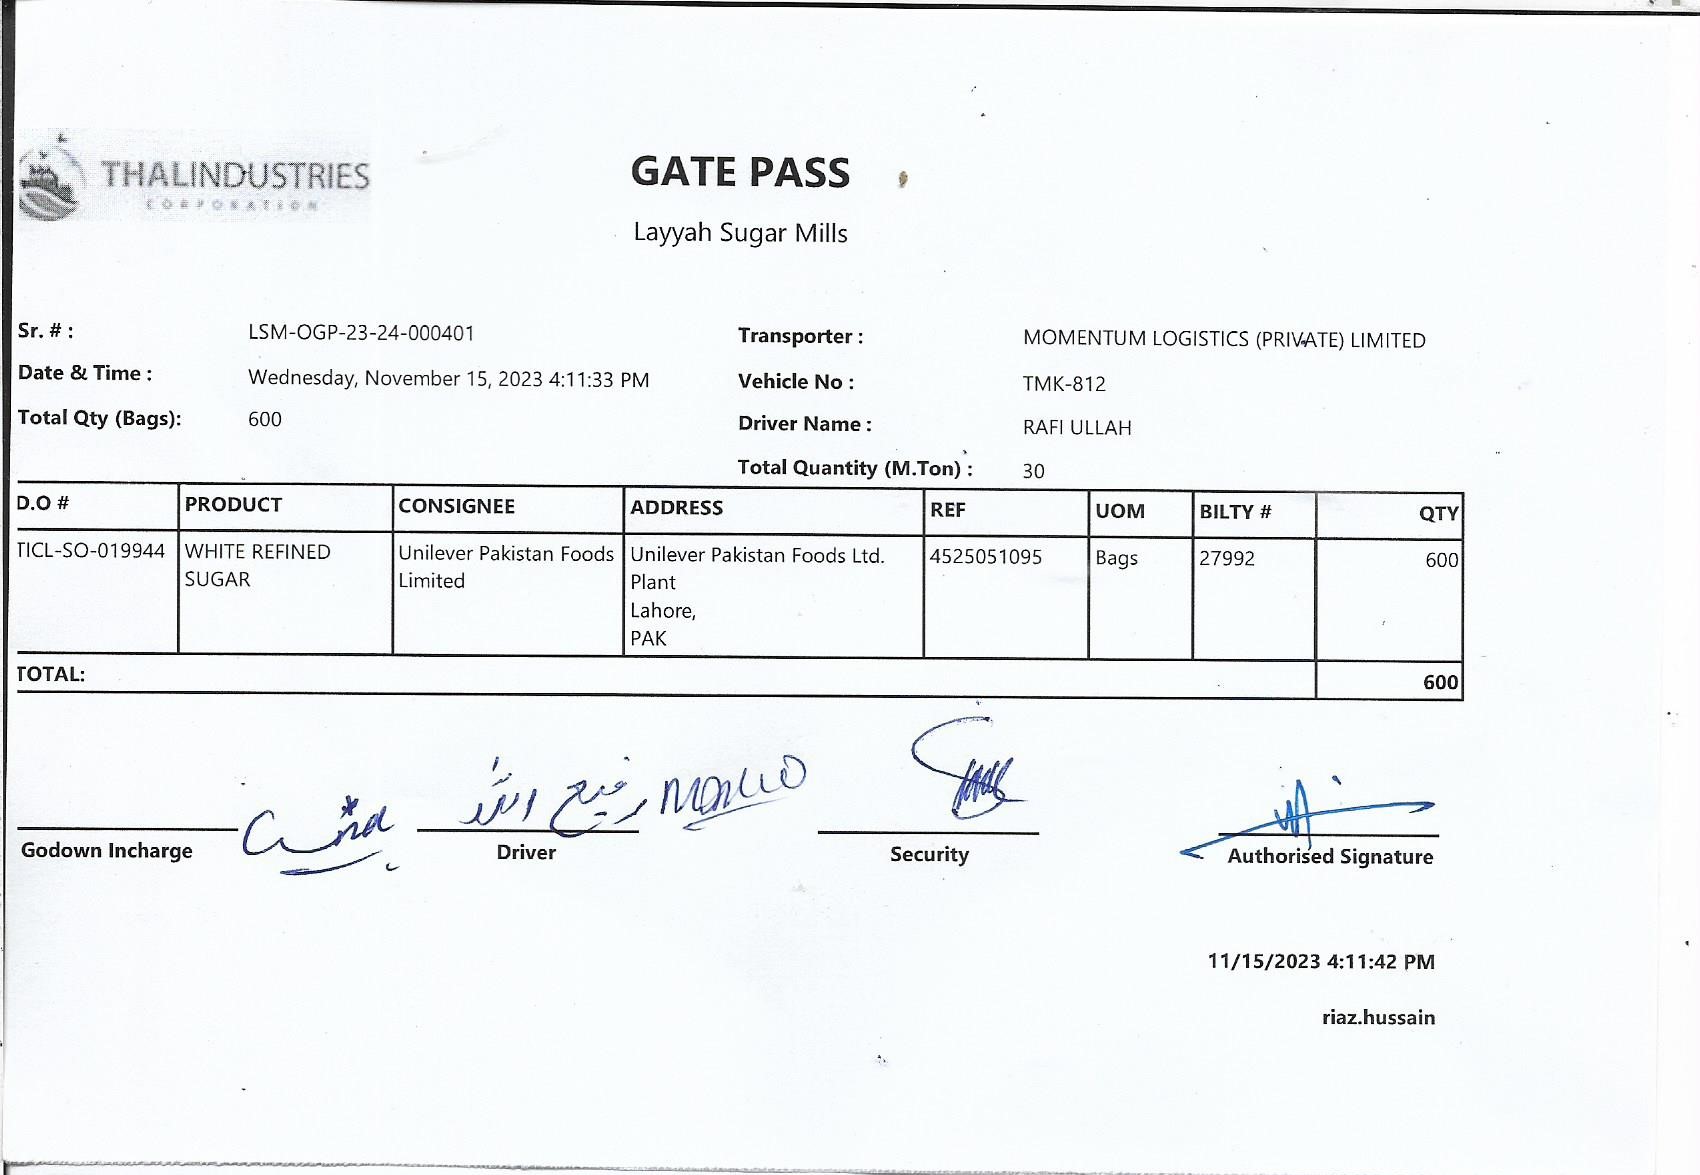 THALINDUSTRIES
CORPORATION
GATE PASS
Layyah Sugar Mills
Sr. # : LSM-OGP-23-24-000401
Transporter : MOMENTUM LOGISTICS (PRIVATE) LIMITED
Date & Time : Wednesday, November 15, 2023 4:11:33 PM
Vehicle No : TMK-812
Total Qty (Bags): 600
Driver Name : RAFI ULLAH
Total Quantity (M.Ton) : 30
D.O # PRODUCT CONSIGNEE ADDRESS REF UOM BILTY # QTY
TICL-SO-019944 WHITE REFINED Unilever Pakistan Foods Unilever Pakistan Foods Ltd. 4525051095 Bags 27992 600
SUGAR Limited Plant
Lahore,
PAK
TOTAL: 600
رفیع اللہ
Godown Incharge Driver Security Authorised Signature
11/15/2023 4:11:42 PM
riaz.hussain